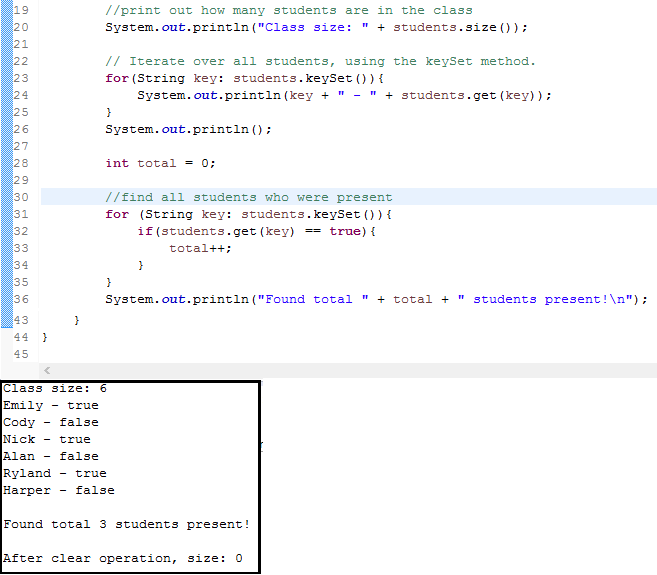 19 //print out how many students are in the class
20 System.out.println("Class size: " + students.size());
21
22 // Iterate over all students, using the keySet method.
23 for(String key: students.keySet()){
24 System.out.println(key + " - " + students.get(key));
25 }
26 System.out.println();
27
28 int total = 0;
29
30 //find all students who were present
31 for (String key: students.keySet()){
32 if(students.get(key) == true){
33 total++;
34 }
35 }
36 System.out.println("Found total " + total + " students present!\n");
43 }
44 }
45
Class size: 6
Emily - true
Cody - false
Nick - true
Alan - false
Ryland - true
Harper - false
Found total 3 students present!
After clear operation, size: 0